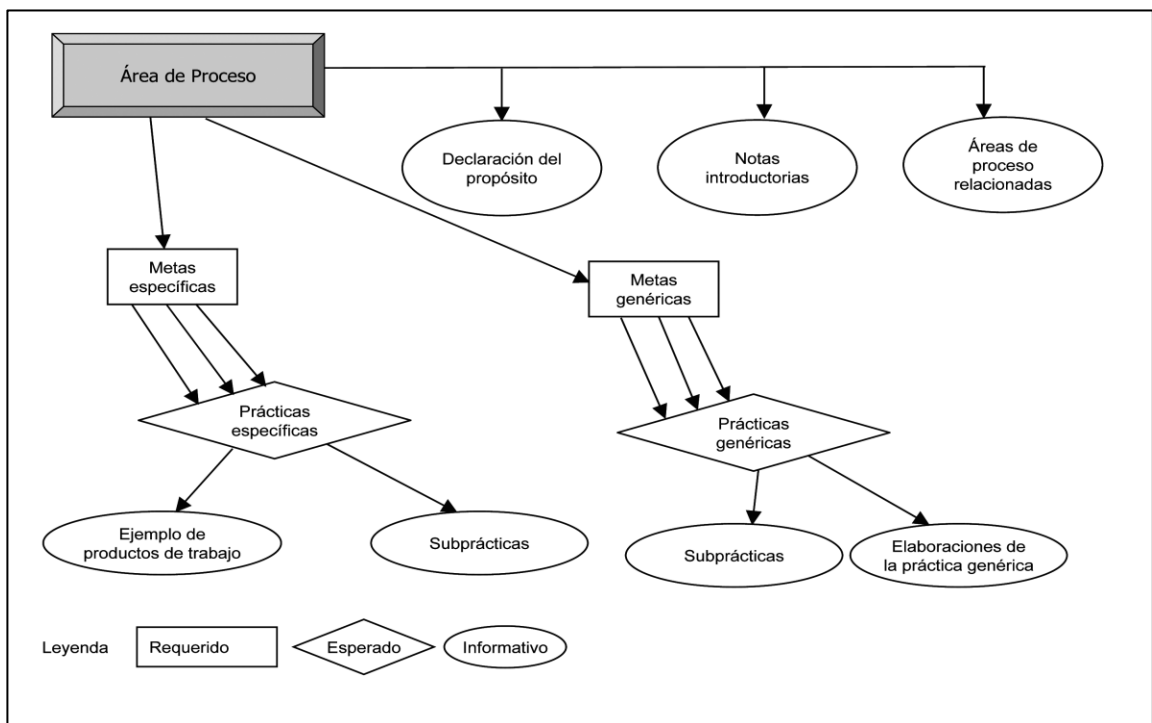 Área de Proceso
Declaración del
propósito
Notas
introductorias
Áreas de
proceso
relacionadas
Metas
específicas
Metas
genéricas
Prácticas
específicas
Prácticas
genéricas
Ejemplo de
productos de trabajo
Subprácticas
Subprácticas
Elaboraciones de
la práctica genérica
Leyenda
Requerido
Esperado
Informativo